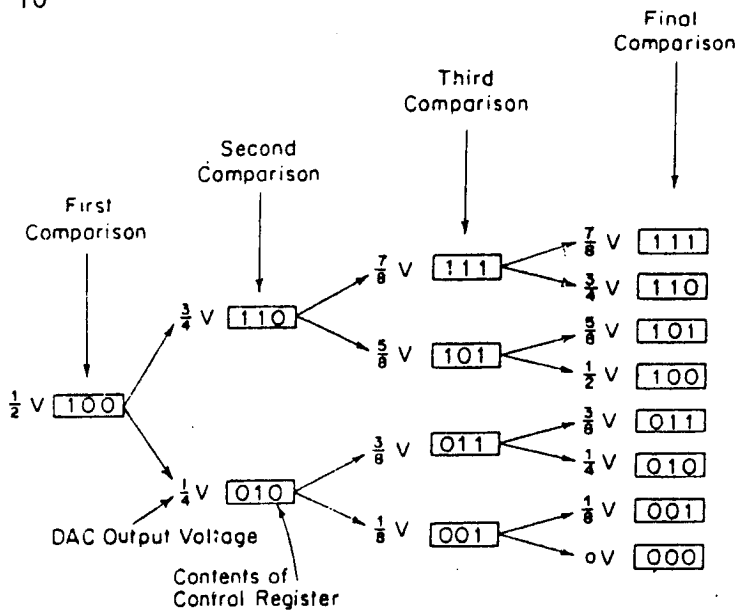 10
Final
Comparison
Third
Comparison
Second
Comparison
First
Comparison
7/8 V 111
7/8 V 111
3/4 V 110
3/4 V 110
5/8 V 101
5/8 V 101
1/2 V 100
1/2 V 100
3/8 V 011
3/8 V 011
1/4 V 010
1/4 V 010
1/8 V 001
1/8 V 001
0V 000
DAC Output Voltage
Contents of
Control Register